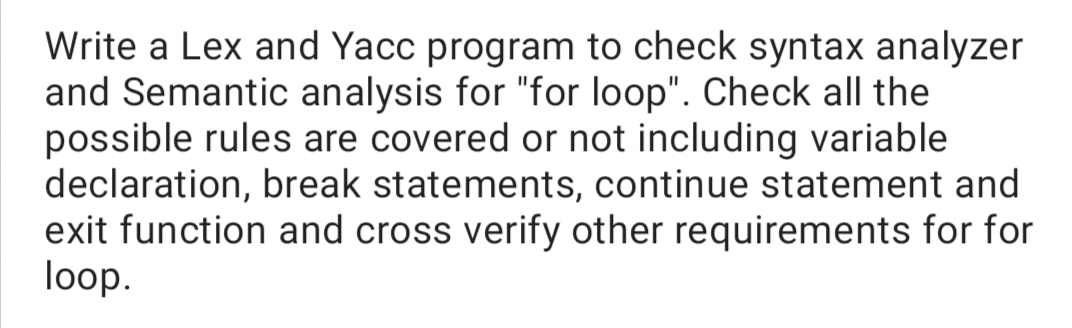 Write a Lex and Yacc program to check syntax analyzer
and Semantic analysis for "for loop". Check all the
possible rules are covered or not including variable
declaration, break statements, continue statement and
exit function and cross verify other requirements for for
loop.